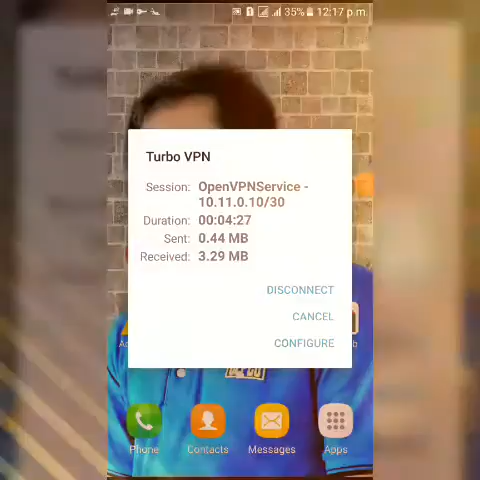 35% 12:17 p.m.
Turbo VPN
Session: OpenVPNService -
10.11.0.10/30
Duration: 00:04:27
Sent: 0.44 MB
Received: 3.29 MB
DISCONNECT
CANCEL
CONFIGURE
Phone Contacts Messages Apps